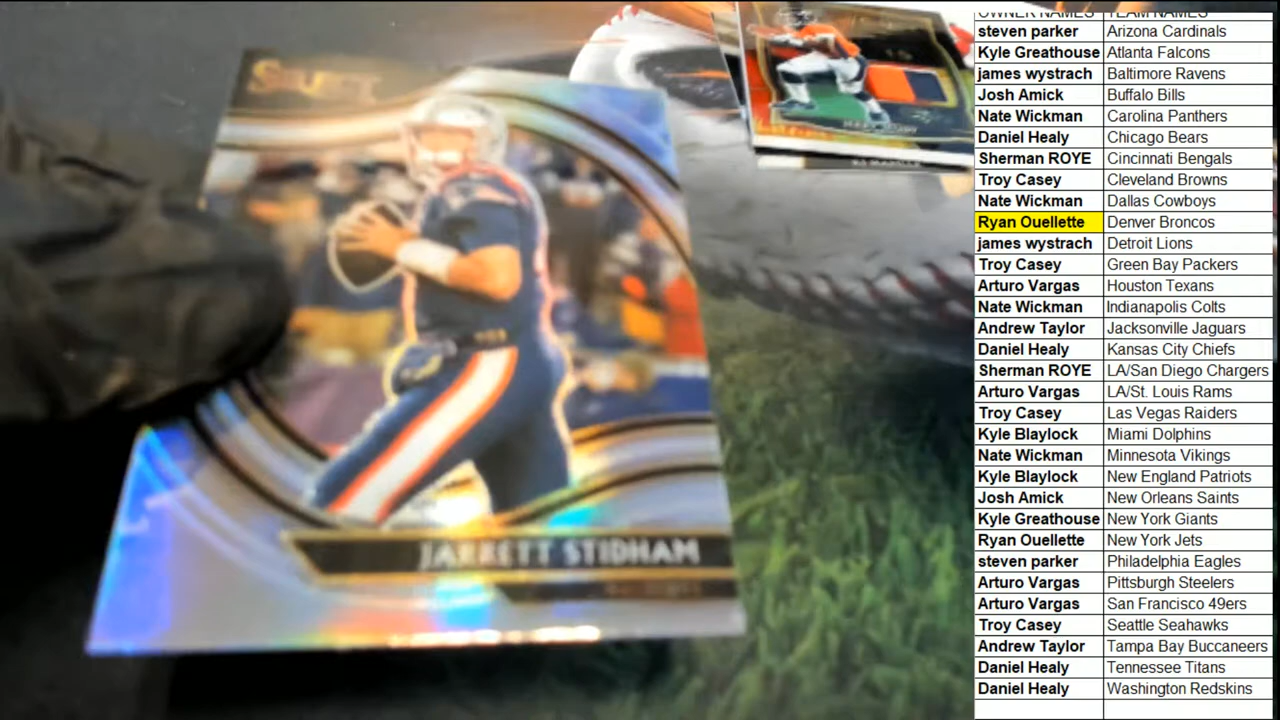 SELECT
JARRETT STIDHAM
OWNER NAMES TEAM NAMES
steven parker Arizona Cardinals
Kyle Greathouse Atlanta Falcons
james wystrach Baltimore Ravens
Josh Amick Buffalo Bills
Nate Wickman Carolina Panthers
Daniel Healy Chicago Bears
Sherman ROYE Cincinnati Bengals
Troy Casey Cleveland Browns
Nate Wickman Dallas Cowboys
Ryan Ouellette Denver Broncos
james wystrach Detroit Lions
Troy Casey Green Bay Packers
Arturo Vargas Houston Texans
Nate Wickman Indianapolis Colts
Andrew Taylor Jacksonville Jaguars
Daniel Healy Kansas City Chiefs
Sherman ROYE LA/San Diego Chargers
Arturo Vargas LA/St. Louis Rams
Troy Casey Las Vegas Raiders
Kyle Blaylock Miami Dolphins
Nate Wickman Minnesota Vikings
Kyle Blaylock New England Patriots
Josh Amick New Orleans Saints
Kyle Greathouse New York Giants
Ryan Ouellette New York Jets
steven parker Philadelphia Eagles
Arturo Vargas Pittsburgh Steelers
Arturo Vargas San Francisco 49ers
Troy Casey Seattle Seahawks
Andrew Taylor Tampa Bay Buccaneers
Daniel Healy Tennessee Titans
Daniel Healy Washington Redskins